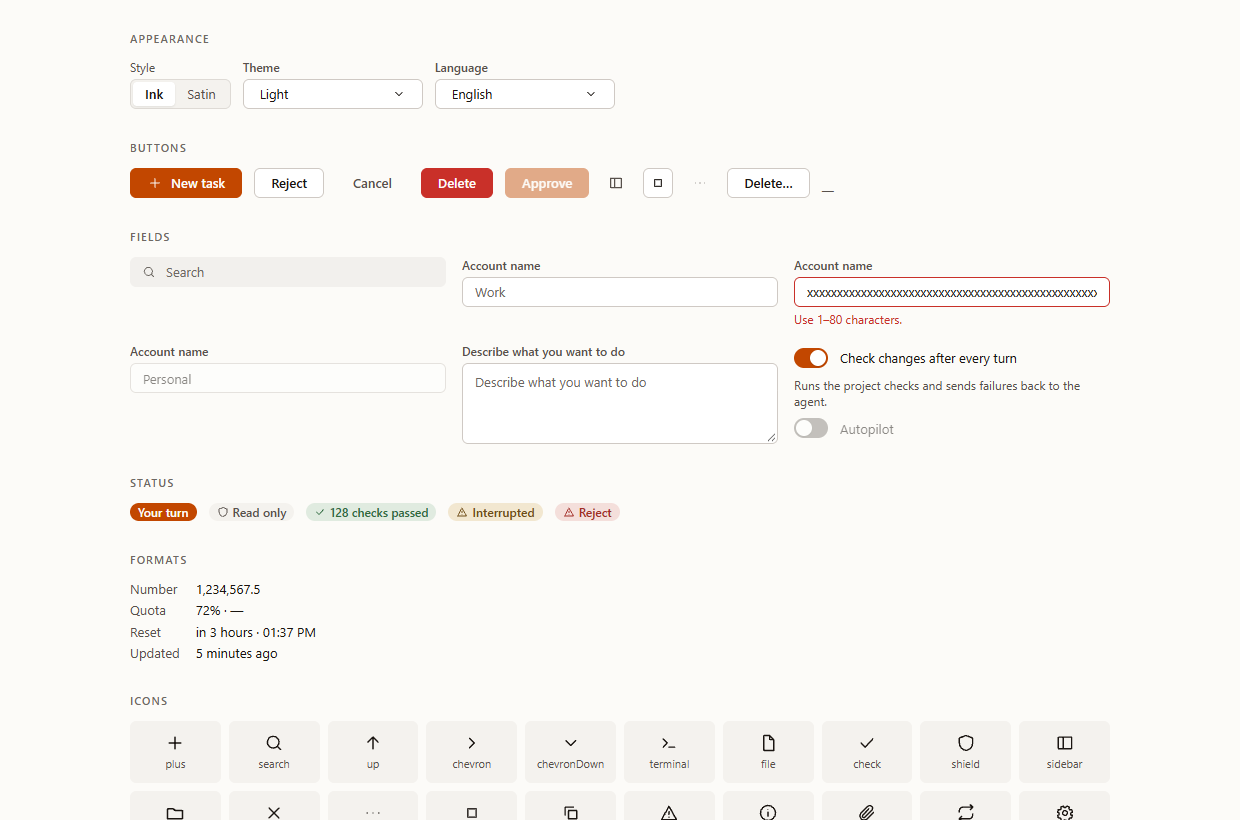 APPEARANCE
Style Theme Language
Ink Satin Light English
BUTTONS
New task Reject Cancel Delete Approve ... Delete... _
FIELDS
Search
Account name
Work
Account name
Use 1–80 characters.
Account name
Personal
Describe what you want to do
Describe what you want to do
Check changes after every turn
Runs the project checks and sends failures back to the
agent.
Autopilot
STATUS
Your turn Read only 128 checks passed Interrupted Reject
FORMATS
Number 1,234,567.5
Quota 72% · —
Reset in 3 hours · 01:37 PM
Updated 5 minutes ago
ICONS
plus search up chevron chevronDown terminal file check shield sidebar